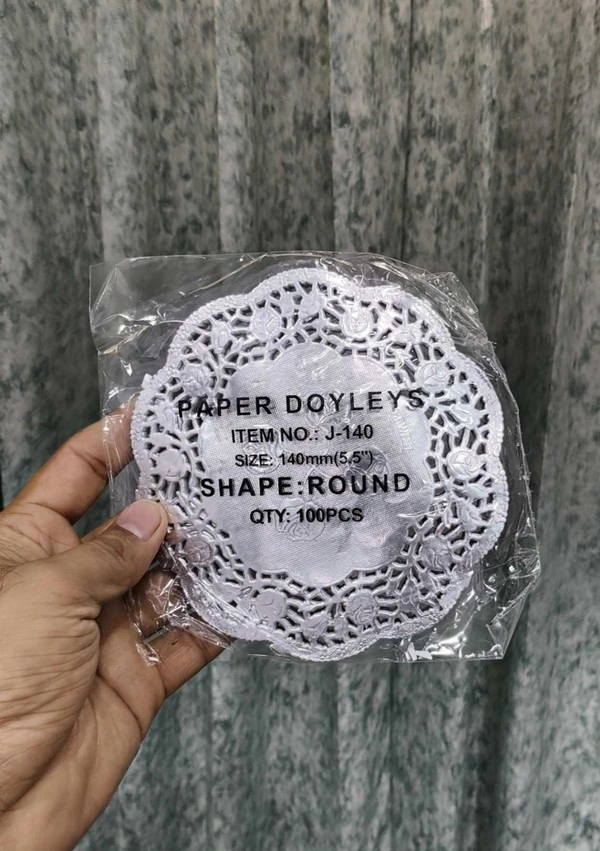 PAPER DOYLEYS
ITEM NO.: J-140
SIZE: 140mm(5.5")
SHAPE:ROUND
QTY: 100PCS